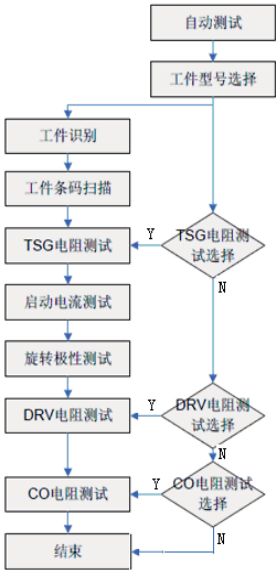 自动测试
工件型号选择
工件识别
工件条码扫描
TSG电阻测试
Y
TSG电阻测
试选择
N
启动电流测试
旋转极性测试
DRV电阻测试
Y
DRV电阻测
试选择
N
CO电阻测试
Y
CO电阻测试
选择
N
结束